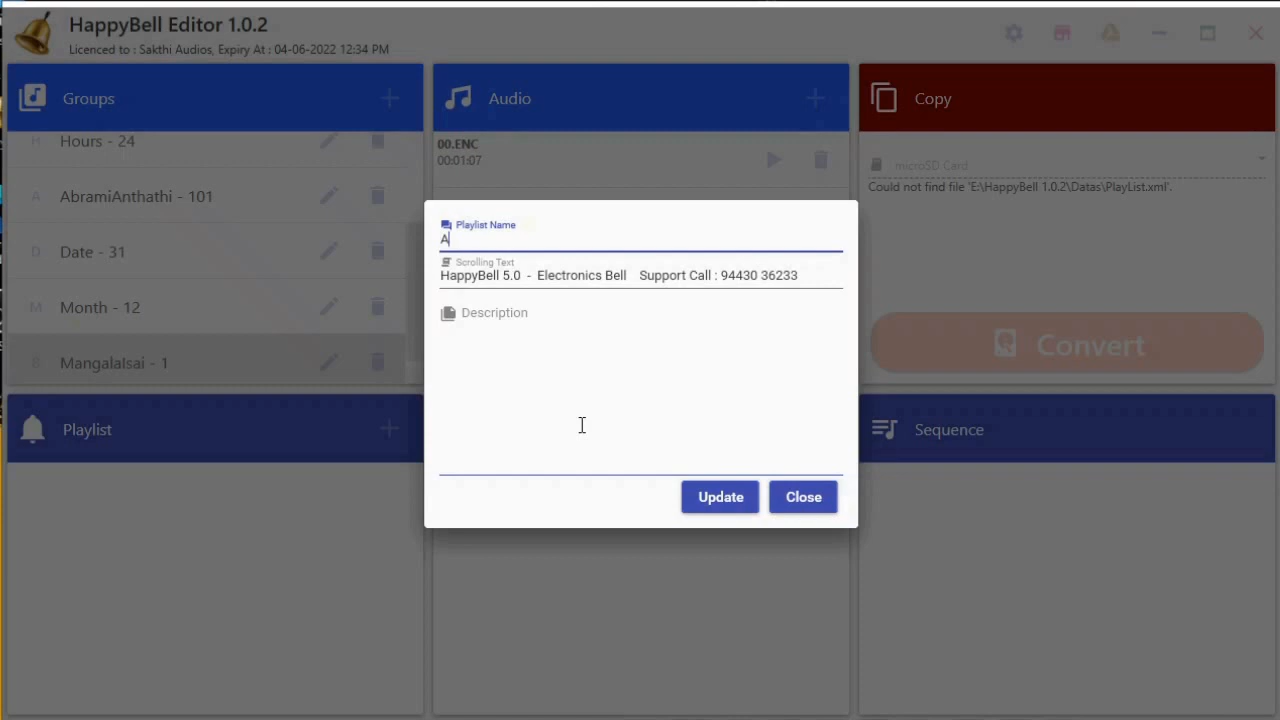 HappyBell Editor 1.0.2
Licenced to : Sakthi Audios, Expiry At : 04-06-2022 12:34 PM
Groups
Audio
Copy
H Hours - 24
A AbramiAnthathi - 101
D Date - 31
M Month - 12
B MangalaIsai - 1
00.ENC
00:01:07
microSD Card
Could not find file 'E:\HappyBell 1.0.2\Datas\PlayList.xml'.
Convert
Playlist Name
A
Scrolling Text
HappyBell 5.0 - Electronics Bell Support Call : 94430 36233
Description
Update
Close
Playlist
Sequence